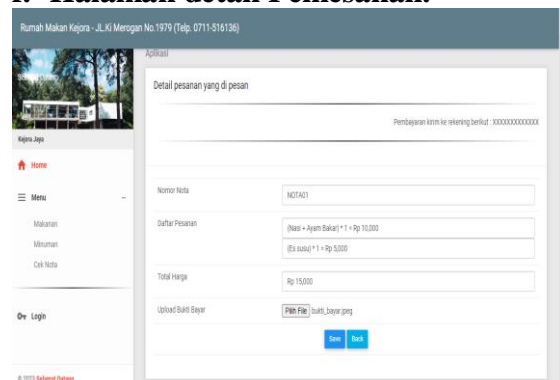 Rumah Makan Kejora - JL.Ki Merogan No.1979 (Telp. 0711-516136)
Aplikasi
Detail pesanan yang di pesan
Pembayaran kirim ke rekening berikut : XXXXXXXXXXXXX
Kejora Jaya
Home
Menu
Makanan
Minuman
Cek Nota
Login
Nomor Nota
NOTA01
Daftar Pesanan
(Nasi + Ayam Bakar) * 1 = Rp 10,000
(Es susu) * 1 = Rp 5,000
Total Harga
Rp 15,000
Upload Bukti Bayar
Pilih File bukti_bayar.jpeg
Save Back
Selamat Datang